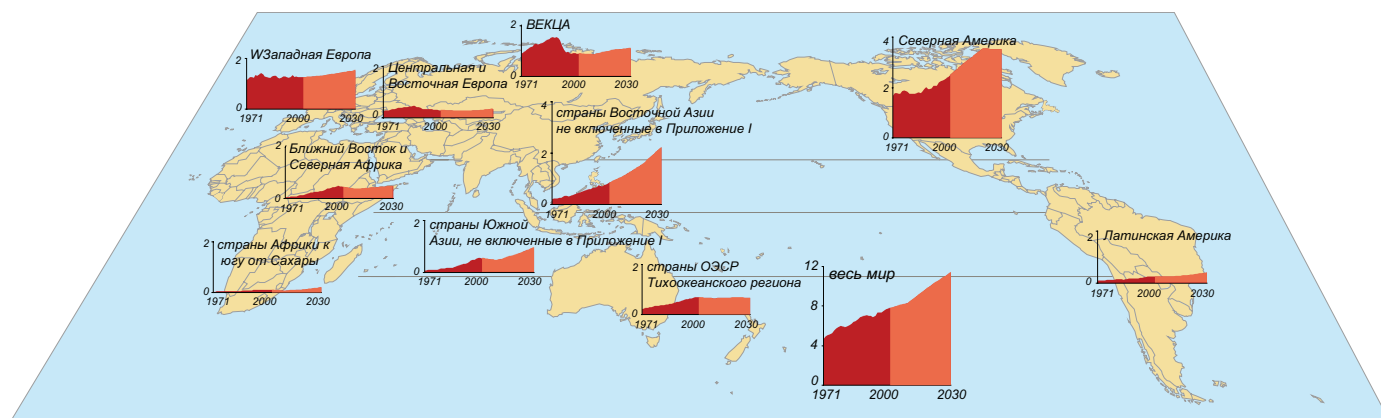 WЗападная Европа
2
0
1971 2000 2030
Центральная и
Восточная Европа
2
0
1971 2000 2030
ВЕКЦА
2
0
1971 2000 2030
Северная Америка
4
2
0
1971 2000 2030
страны Восточной Азии
не включенные в Приложение I
4
2
0
1971 2000 2030
Ближний Восток и
Северная Африка
2
0
1971 2000 2030
страны Африки к
югу от Сахары
2
0
1971 2000 2030
страны Южной
Азии, не включенные в Приложение I
2
0
1971 2000 2030
страны ОЭСР
Тихоокеанского региона
2
0
1971 2000 2030
весь мир
12
8
4
0
1971 2000 2030
Латинская Америка
2
0
1971 2000 2030